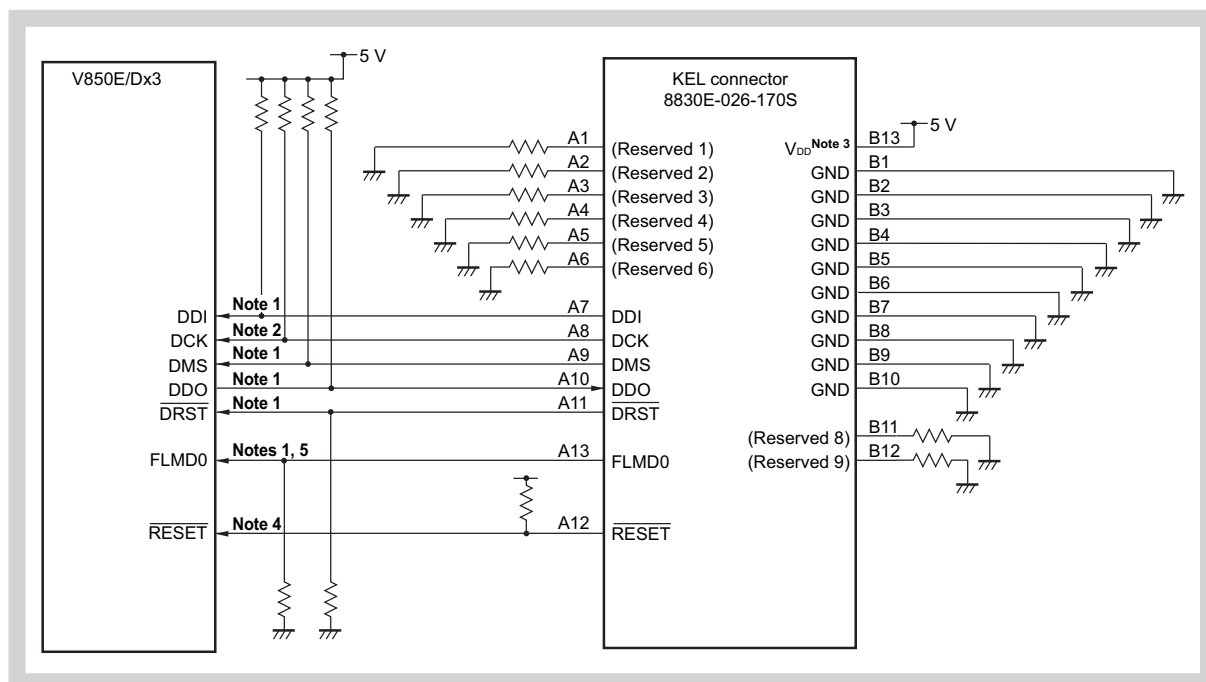 5 V
V850E/Dx3
KEL connector
8830E-026-170S
A1 (Reserved 1)
A2 (Reserved 2)
A3 (Reserved 3)
A4 (Reserved 4)
A5 (Reserved 5)
A6 (Reserved 6)
VDD Note 3 B13 5 V
GND B1
GND B2
GND B3
GND B4
GND B5
GND B6
GND B7
GND B8
GND B9
GND B10
(Reserved 8) B11
(Reserved 9) B12
DDI Note 1 A7 DDI
DCK Note 2 A8 DCK
DMS Note 1 A9 DMS
DDO Note 1 A10 DDO
DRST Note 1 A11 DRST
FLMD0 Notes 1, 5 A13 FLMD0
RESET Note 4 A12 RESET